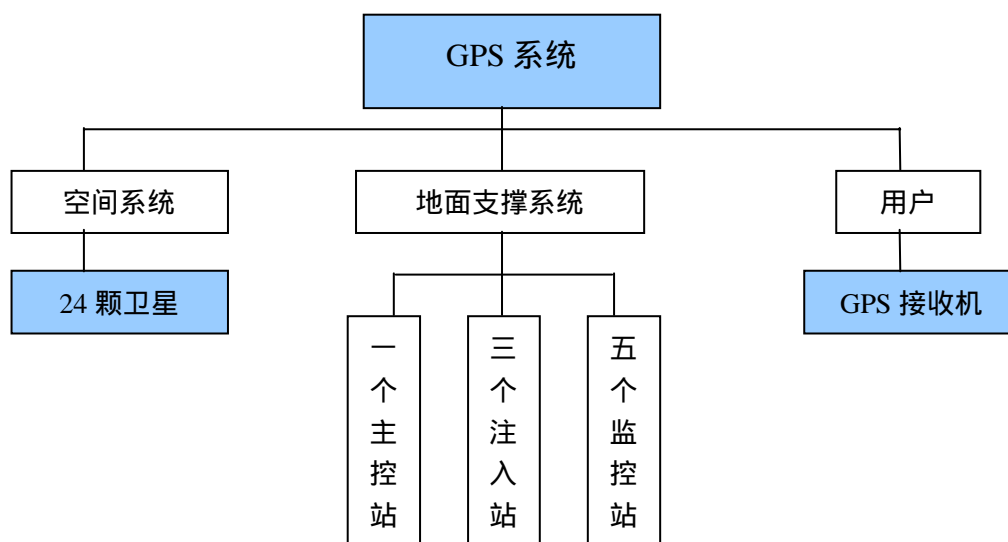 GPS 系统
空间系统
地面支撑系统
用户
24 颗卫星
GPS 接收机
一个主控站
三个注入站
五个监控站